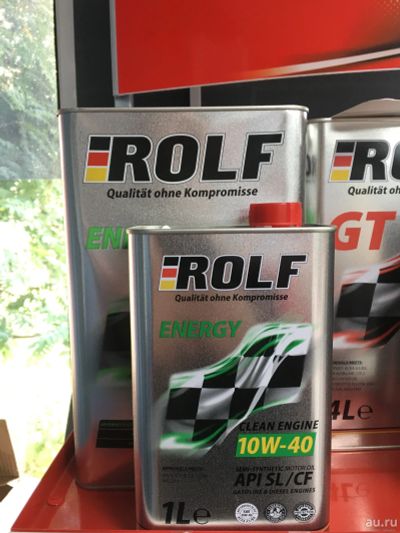 ROLF
Qualität ohne Kompromisse
ROLF
Qualität ohne Kompromisse
ENERGY
CLEAN ENGINE
10W-40
SEMI-SYNTHETIC MOTOR OIL
API SL/CF
GASOLINE & DIESEL ENGINES
1Le
ROLF
GT
4Le
au.ru